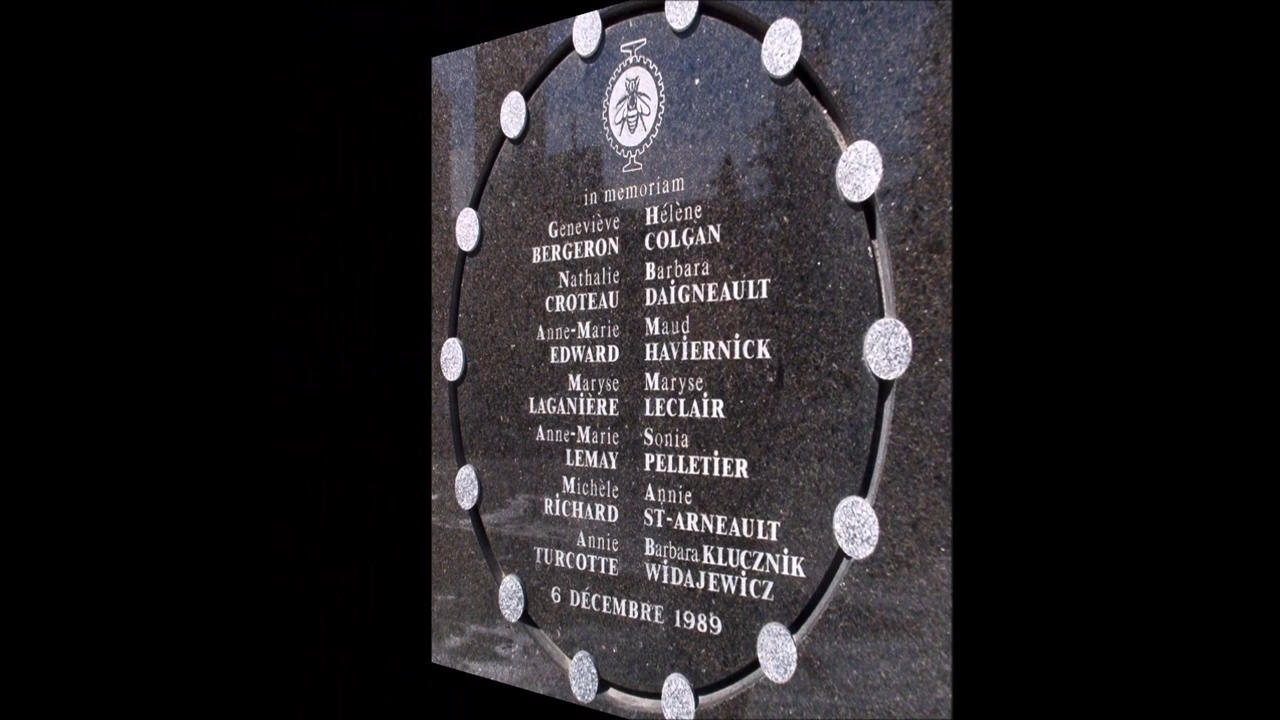 in memoriam
Geneviève
BERGERON
Hélène
COLGAN
Nathalie
CROTEAU
Barbara
DAiGNEAULT
Anne-Marie
EDWARD
Maud
HAViERNiCK
Maryse
LAGANiÈRE
Maryse
LECLAiR
Anne-Marie
LEMAY
Sonia
PELLETiER
Michèle
RiCHARD
Annie
ST-ARNEAULT
Annie
TURCOTTE
Barbara KLUCZNiK
WiDAJEWiCZ
6 DÉCEMBRE 1989